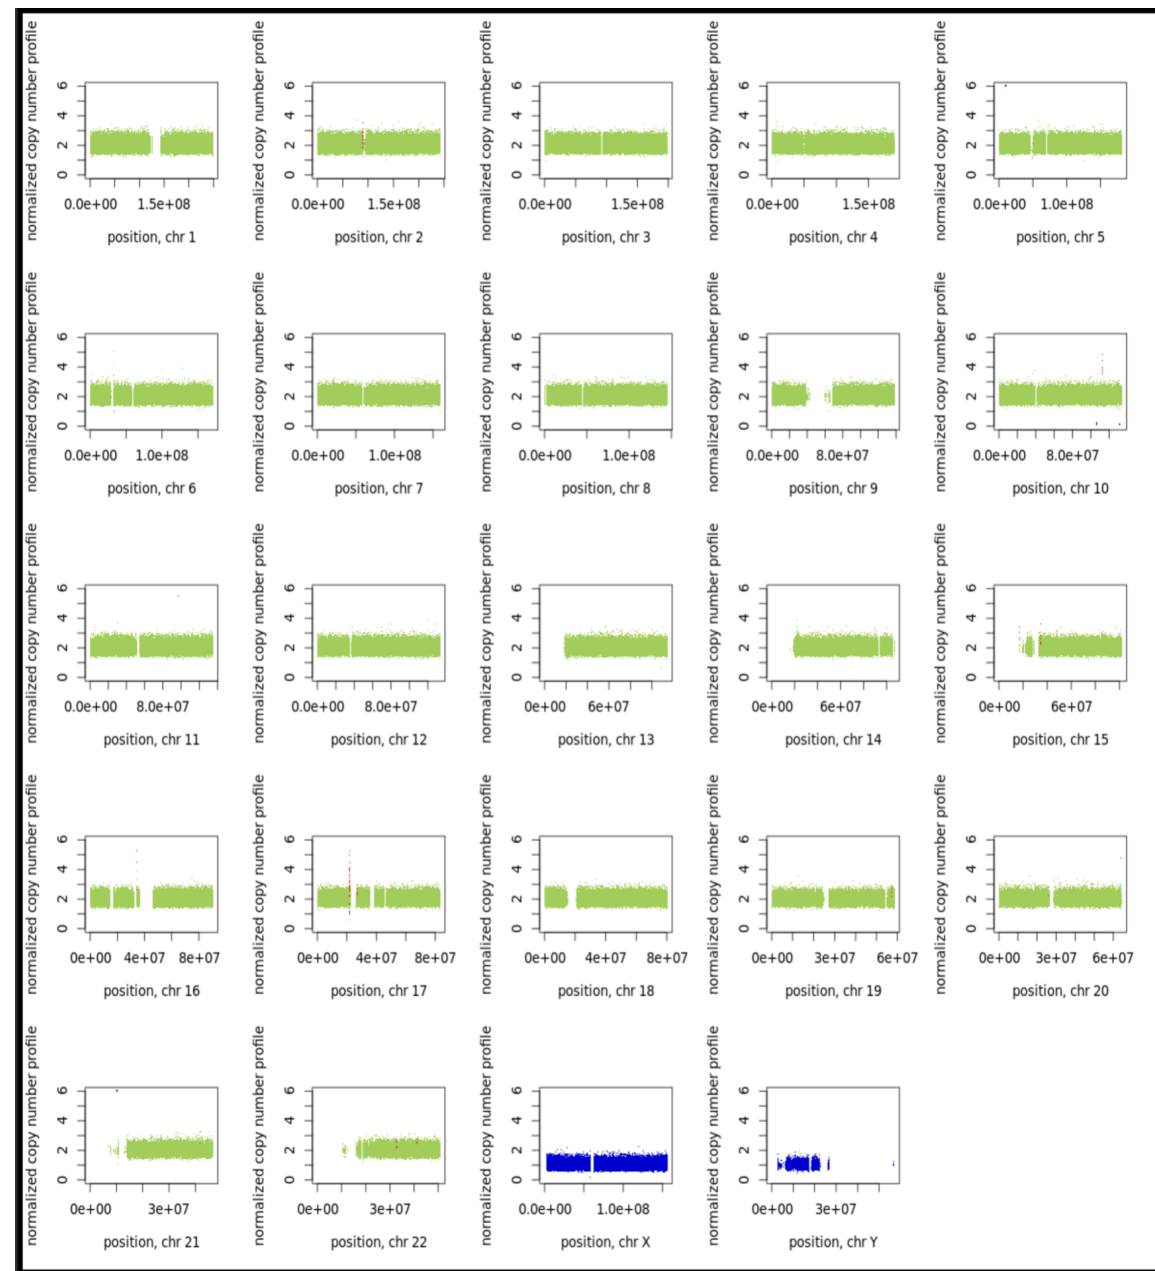 normalized copy number profile
0 2 4 6
0.0e+00 1.5e+08
position, chr 1
normalized copy number profile
0 2 4 6
0.0e+00 1.5e+08
position, chr 2
normalized copy number profile
0 2 4 6
0.0e+00 1.5e+08
position, chr 3
normalized copy number profile
0 2 4 6
0.0e+00 1.5e+08
position, chr 4
normalized copy number profile
0 2 4 6
0.0e+00 1.0e+08
position, chr 5
normalized copy number profile
0 2 4 6
0.0e+00 1.0e+08
position, chr 6
normalized copy number profile
0 2 4 6
0.0e+00 1.0e+08
position, chr 7
normalized copy number profile
0 2 4 6
0.0e+00 1.0e+08
position, chr 8
normalized copy number profile
0 2 4 6
0.0e+00 8.0e+07
position, chr 9
normalized copy number profile
0 2 4 6
0.0e+00 8.0e+07
position, chr 10
normalized copy number profile
0 2 4 6
0.0e+00 8.0e+07
position, chr 11
normalized copy number profile
0 2 4 6
0.0e+00 8.0e+07
position, chr 12
normalized copy number profile
0 2 4 6
0e+00 6e+07
position, chr 13
normalized copy number profile
0 2 4 6
0e+00 6e+07
position, chr 14
normalized copy number profile
0 2 4 6
0e+00 6e+07
position, chr 15
normalized copy number profile
0 2 4 6
0e+00 4e+07 8e+07
position, chr 16
normalized copy number profile
0 2 4 6
0e+00 4e+07 8e+07
position, chr 17
normalized copy number profile
0 2 4 6
0e+00 4e+07 8e+07
position, chr 18
normalized copy number profile
0 2 4 6
0e+00 3e+07 6e+07
position, chr 19
normalized copy number profile
0 2 4 6
0e+00 3e+07 6e+07
position, chr 20
normalized copy number profile
0 2 4 6
0e+00 3e+07
position, chr 21
normalized copy number profile
0 2 4 6
0e+00 3e+07
position, chr 22
normalized copy number profile
0 2 4 6
0.0e+00 1.0e+08
position, chr X
normalized copy number profile
0 2 4 6
0e+00 3e+07
position, chr Y